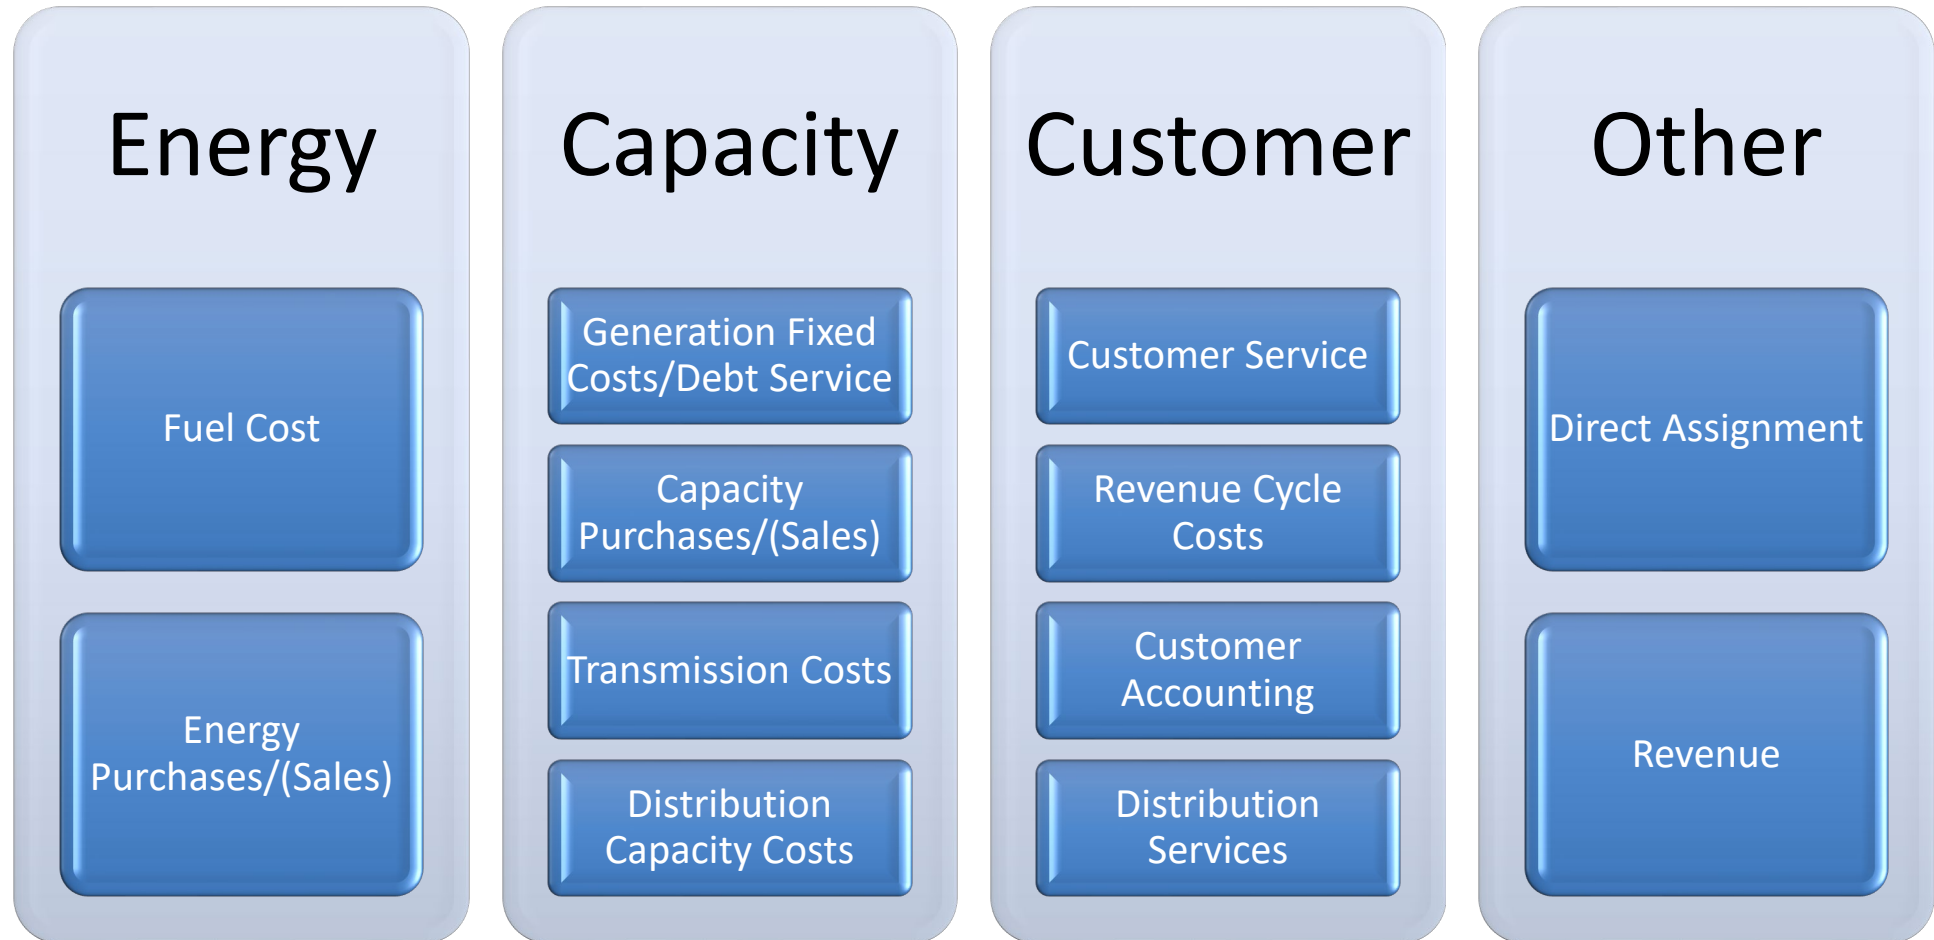 Energy
Fuel Cost
Energy
Purchases/(Sales)
Capacity
Generation Fixed
Costs/Debt Service
Capacity
Purchases/(Sales)
Transmission Costs
Distribution
Capacity Costs
Customer
Customer Service
Revenue Cycle
Costs
Customer
Accounting
Distribution
Services
Other
Direct Assignment
Revenue